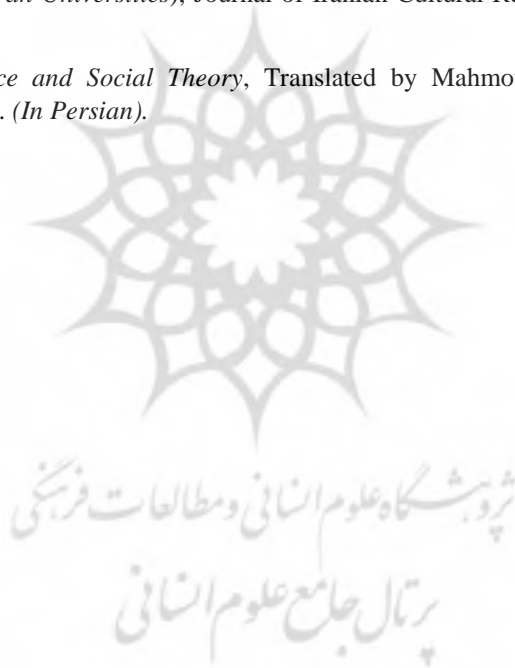 an Universities), Journal of Iranian Cultural Re
ce and Social Theory, Translated by Mahmo
. (In Persian).
پژوهشگاه علوم انسانی و مطالعات فرهنگی
پرتال جامع علوم انسانی